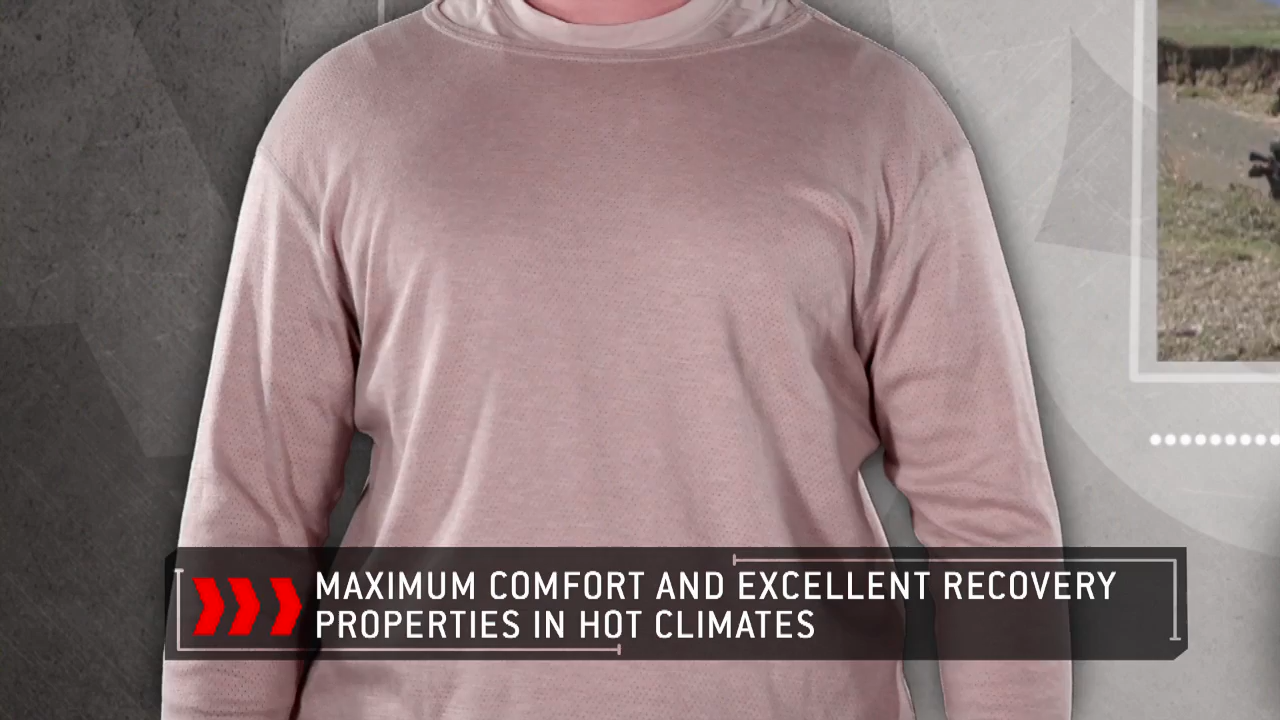 MAXIMUM COMFORT AND EXCELLENT RECOVERY
PROPERTIES IN HOT CLIMATES